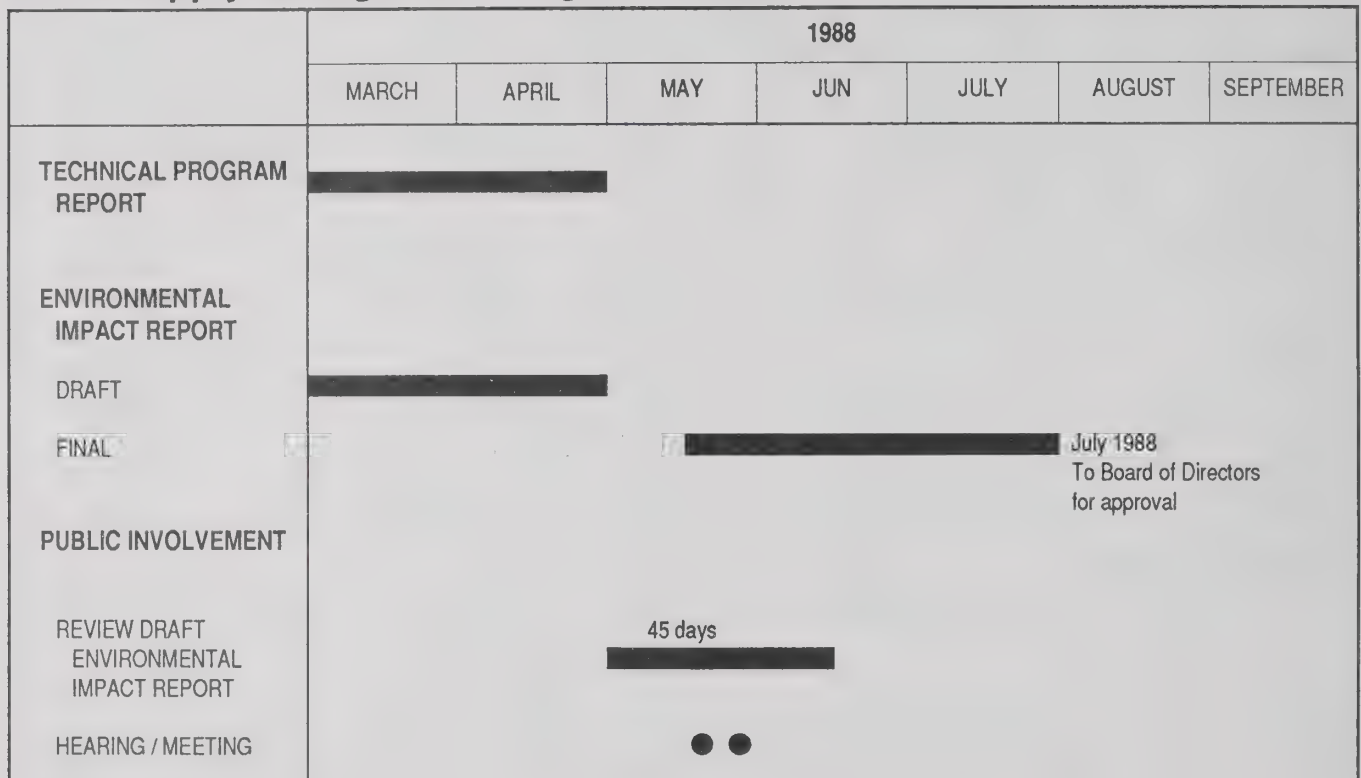 1988
MARCH APRIL MAY JUN JULY AUGUST SEPTEMBER
TECHNICAL PROGRAM
REPORT
ENVIRONMENTAL
IMPACT REPORT
DRAFT
FINAL
July 1988
To Board of Directors
for approval
PUBLIC INVOLVEMENT
REVIEW DRAFT
ENVIRONMENTAL
IMPACT REPORT
45 days
HEARING / MEETING